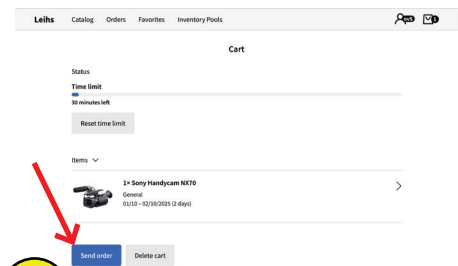 Leihs Catalog Orders Favorites Inventory Pools 1
Cart
Status
Time limit
30 minutes left
Reset time limit
Items
1× Sony Handycam NX70
General
01/10 – 02/10/2025 (2 days)
Send order Delete cart